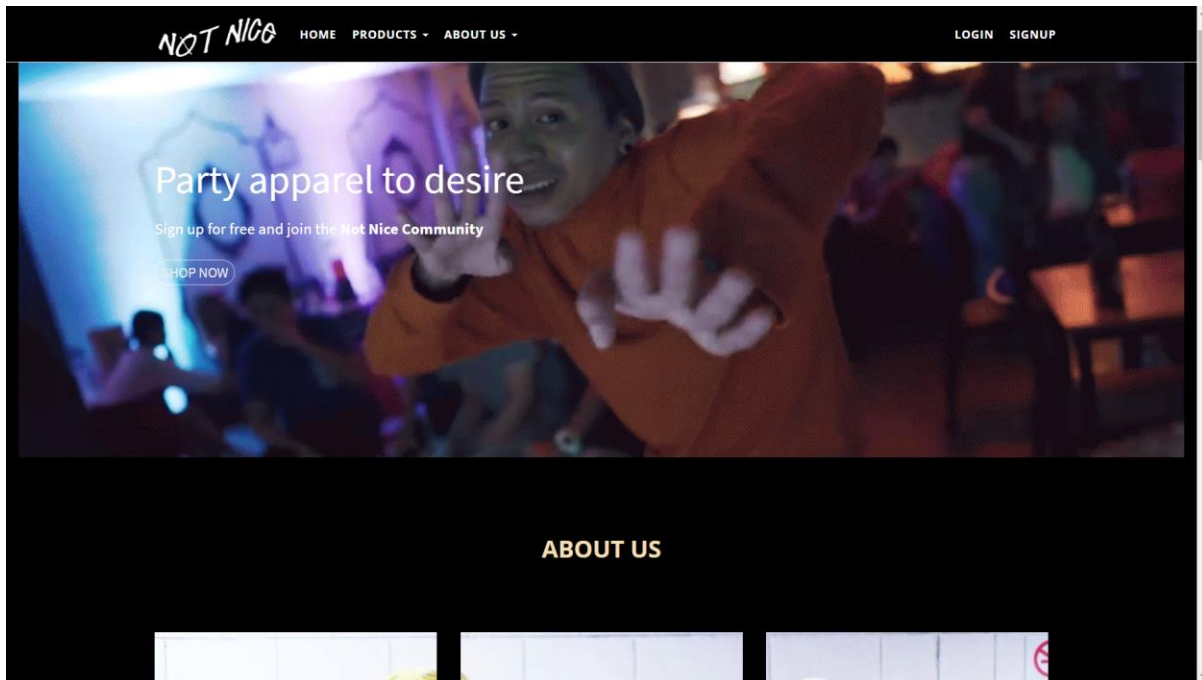 NOT NICE
HOME PRODUCTS ABOUT US
LOGIN SIGNUP
Party apparel to desire
Sign up for free and join the Not Nice Community
SHOP NOW
ABOUT US